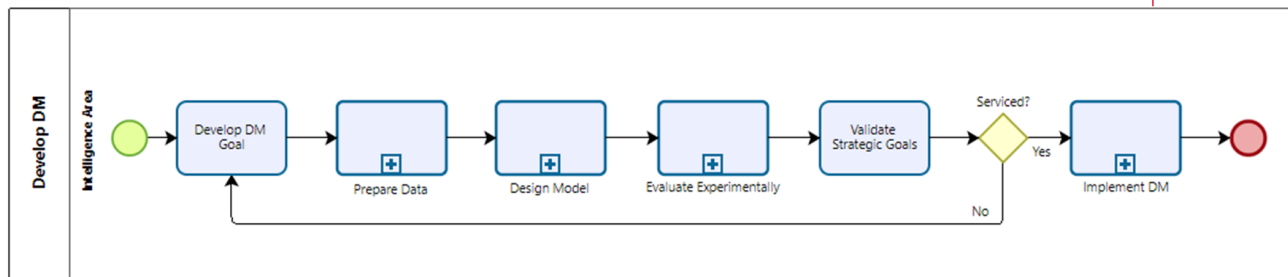 Develop DM
Intelligence Area
Develop DM
Goal
Prepare Data
Design Model
Evaluate Experimentally
Validate
Strategic Goals
Serviced?
Yes
No
Implement DM